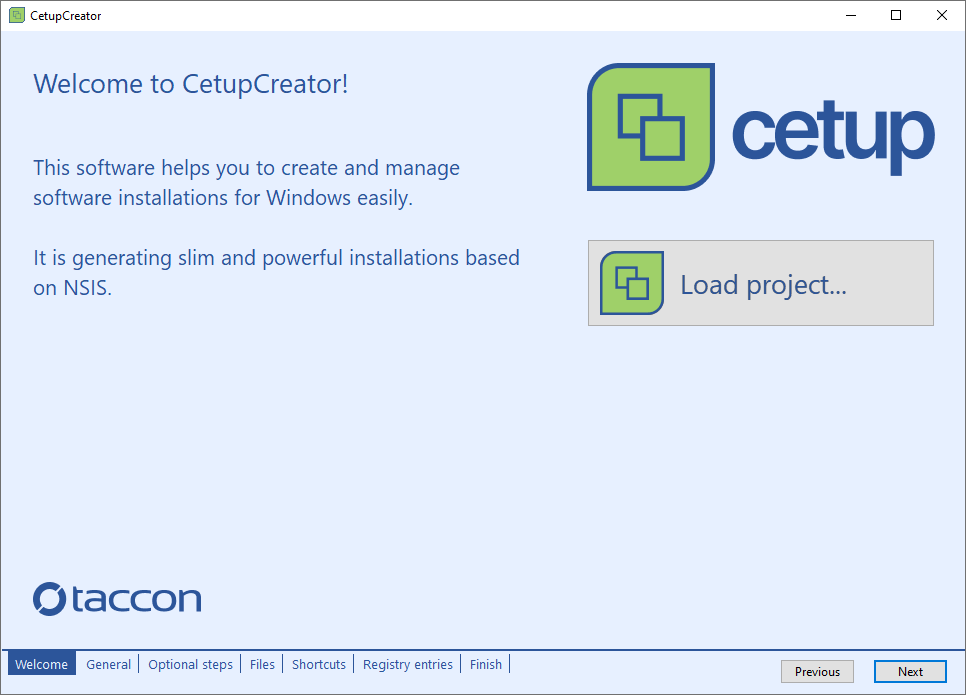 CetupCreator
Welcome to CetupCreator!
cetup
This software helps you to create and manage
software installations for Windows easily.
It is generating slim and powerful installations based
on NSIS.
Load project...
taccon
Welcome General Optional steps Files Shortcuts Registry entries Finish
Previous Next